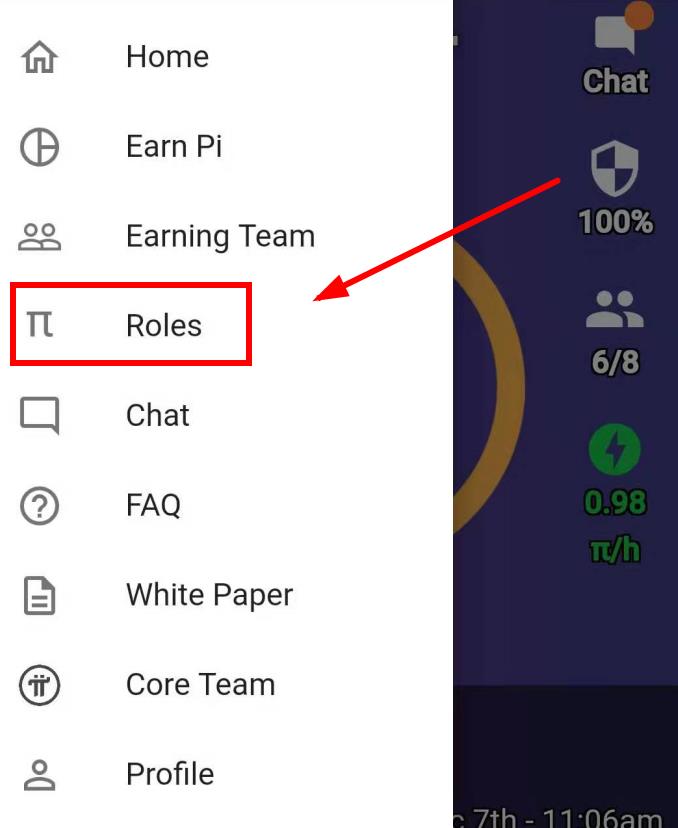 Home
Earn Pi
Earning Team
π Roles
Chat
FAQ
White Paper
Core Team
Profile
Chat
100%
6/8
0.98
π/h
7th - 11:06am